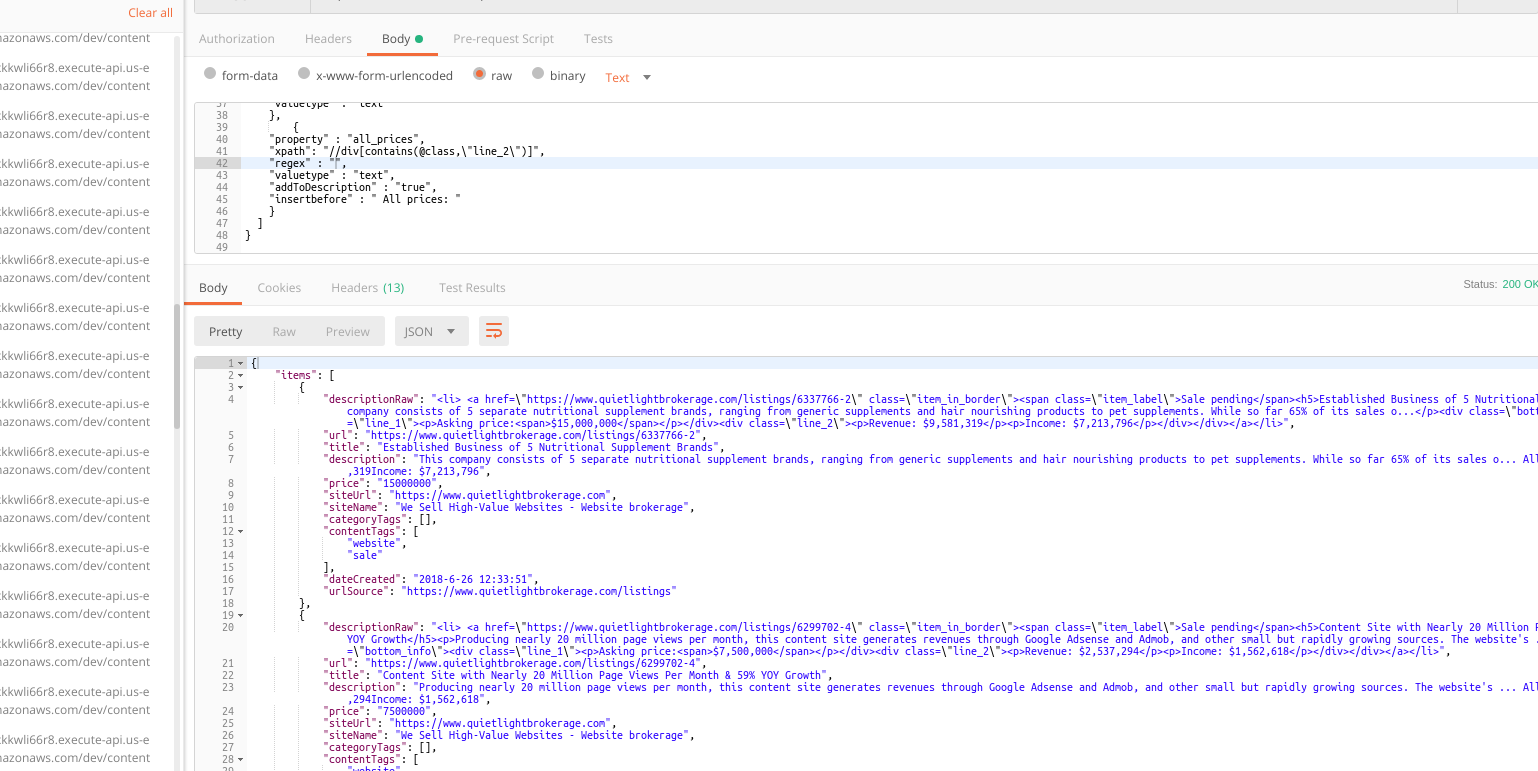 Clear all
nazonaws.com/dev/content
kkwli66r8.execute-api.us-e
nazonaws.com/dev/content
kkwli66r8.execute-api.us-e
nazonaws.com/dev/content
kkwli66r8.execute-api.us-e
nazonaws.com/dev/content
kkwli66r8.execute-api.us-e
nazonaws.com/dev/content
kkwli66r8.execute-api.us-e
nazonaws.com/dev/content
kkwli66r8.execute-api.us-e
nazonaws.com/dev/content
kkwli66r8.execute-api.us-e
nazonaws.com/dev/content
kkwli66r8.execute-api.us-e
nazonaws.com/dev/content
kkwli66r8.execute-api.us-e
nazonaws.com/dev/content
kkwli66r8.execute-api.us-e
nazonaws.com/dev/content
kkwli66r8.execute-api.us-e
nazonaws.com/dev/content
kkwli66r8.execute-api.us-e
nazonaws.com/dev/content
kkwli66r8.execute-api.us-e
nazonaws.com/dev/content
kkwli66r8.execute-api.us-e
nazonaws.com/dev/content
kkwli66r8.execute-api.us-e
nazonaws.com/dev/content
Authorization Headers Body Pre-request Script Tests
form-data x-www-form-urlencoded raw binary Text
37 "valuetype" : "text"
38 },
39 {
40 "property" : "all_prices",
41 "xpath": "//div[contains(@class,\"line_2\")]",
42 "regex" : "",
43 "valuetype" : "text",
44 "addToDescription" : "true",
45 "insertbefore" : " All prices: "
46 }
47 ]
48 }
49
Body Cookies Headers (13) Test Results Status: 200 OK
Pretty Raw Preview JSON
1 {
2 "items": [
3 {
4 "descriptionRaw": "<li> <a href=\"https://www.quietlightbrokerage.com/listings/6337766-2\" class=\"item_in_border\"><span class=\"item_label\">Sale pending</span><h5>Established Business of 5 Nutritional
company consists of 5 separate nutritional supplement brands, ranging from generic supplements and hair nourishing products to pet supplements. While so far 65% of its sales o...</p><div class=\"bott
=\"line_1\"><p>Asking price:<span>$15,000,000</span></p></div><div class=\"line_2\"><p>Revenue: $9,581,319</p><p>Income: $7,213,796</p></div></div></a></li>",
5 "url": "https://www.quietlightbrokerage.com/listings/6337766-2",
6 "title": "Established Business of 5 Nutritional Supplement Brands",
7 "description": "This company consists of 5 separate nutritional supplement brands, ranging from generic supplements and hair nourishing products to pet supplements. While so far 65% of its sales o... All
,319Income: $7,213,796",
8 "price": "15000000",
9 "siteUrl": "https://www.quietlightbrokerage.com",
10 "siteName": "We Sell High-Value Websites - Website brokerage",
11 "categoryTags": [],
12 "contentTags": [
13 "website",
14 "sale"
15 ],
16 "dateCreated": "2018-6-26 12:33:51",
17 "urlSource": "https://www.quietlightbrokerage.com/listings"
18 },
19 {
20 "descriptionRaw": "<li> <a href=\"https://www.quietlightbrokerage.com/listings/6299702-4\" class=\"item_in_border\"><span class=\"item_label\">Sale pending</span><h5>Content Site with Nearly 20 Million P
YOY Growth</h5><p>Producing nearly 20 million page views per month, this content site generates revenues through Google Adsense and Admob, and other small but rapidly growing sources. The website's .
=\"bottom_info\"><div class=\"line_1\"><p>Asking price:<span>$7,500,000</span></p></div><div class=\"line_2\"><p>Revenue: $2,537,294</p><p>Income: $1,562,618</p></div></div></a></li>",
21 "url": "https://www.quietlightbrokerage.com/listings/6299702-4",
22 "title": "Content Site with Nearly 20 Million Page Views Per Month & 59% YOY Growth",
23 "description": "Producing nearly 20 million page views per month, this content site generates revenues through Google Adsense and Admob, and other small but rapidly growing sources. The website's ... All
,294Income: $1,562,618",
24 "price": "7500000",
25 "siteUrl": "https://www.quietlightbrokerage.com",
26 "siteName": "We Sell High-Value Websites - Website brokerage",
27 "categoryTags": [],
28 "contentTags": [
29 "website",